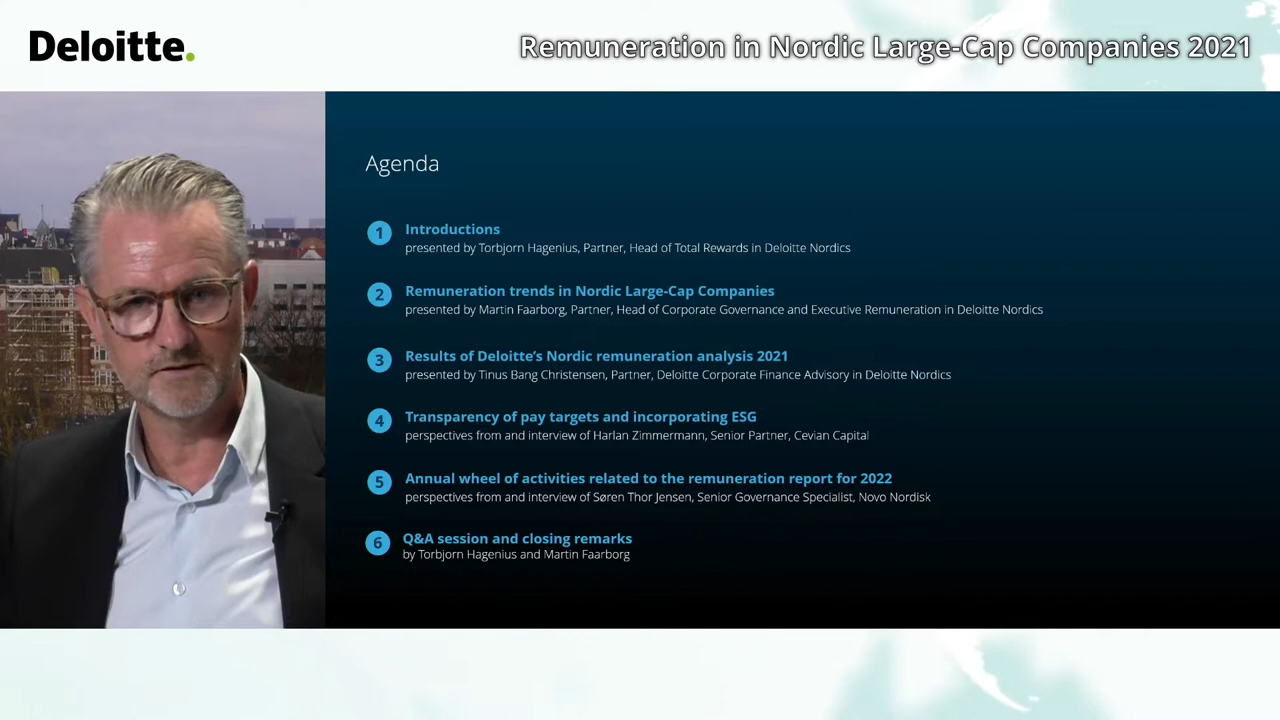 Deloitte.
Remuneration in Nordic Large-Cap Companies 2021
Agenda
1 Introductions
presented by Torbjorn Hagenius, Partner, Head of Total Rewards in Deloitte Nordics
2 Remuneration trends in Nordic Large-Cap Companies
presented by Martin Faarborg, Partner, Head of Corporate Governance and Executive Remuneration in Deloitte Nordics
3 Results of Deloitte’s Nordic remuneration analysis 2021
presented by Tinus Bang Christensen, Partner, Deloitte Corporate Finance Advisory in Deloitte Nordics
4 Transparency of pay targets and incorporating ESG
perspectives from and interview of Harlan Zimmermann, Senior Partner, Cevian Capital
5 Annual wheel of activities related to the remuneration report for 2022
perspectives from and interview of Søren Thor Jensen, Senior Governance Specialist, Novo Nordisk
6 Q&A session and closing remarks
by Torbjorn Hagenius and Martin Faarborg